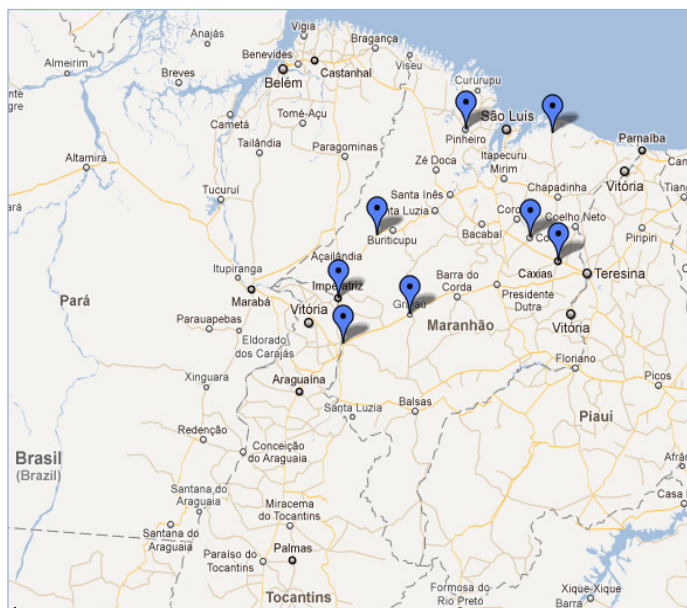 Anajás
Vigia
Bragança
Almeirim
Benevides
Viseu
Breves
Belém
Castanhal
Cururupu
Cametá
Tomé-Açu
São Luís
Pinheiro
Parnaíba
Tailândia
Paragominas
Itapecuru
Mirim
Zé Doca
Altamira
Vitória
Tucuruí
Santa Inês
Chapadinha
Bacabal
Coelho Neto
Buriticupu
Piripiri
Açailândia
Caxias
Itupiranga
Imperatriz
Barra do
Corda
Teresina
Marabá
Pará
Presidente
Dutra
Parauapebas
Vitória
Maranhão
Vitória
Eldorado
dos Carajás
Floriano
Xinguara
Araguaína
Picos
Balsas
Santa Luzia
Piauí
Redenção
Brasil
(Brazil)
Conceição
do Araguaia
Santana do
Araguaia
Miracema
do Tocantins
Casa
Santana do
Araguaia
Palmas
Paraíso do
Tocantins
Formosa do
Rio Preto
Xique-Xique
Tocantins
Barra